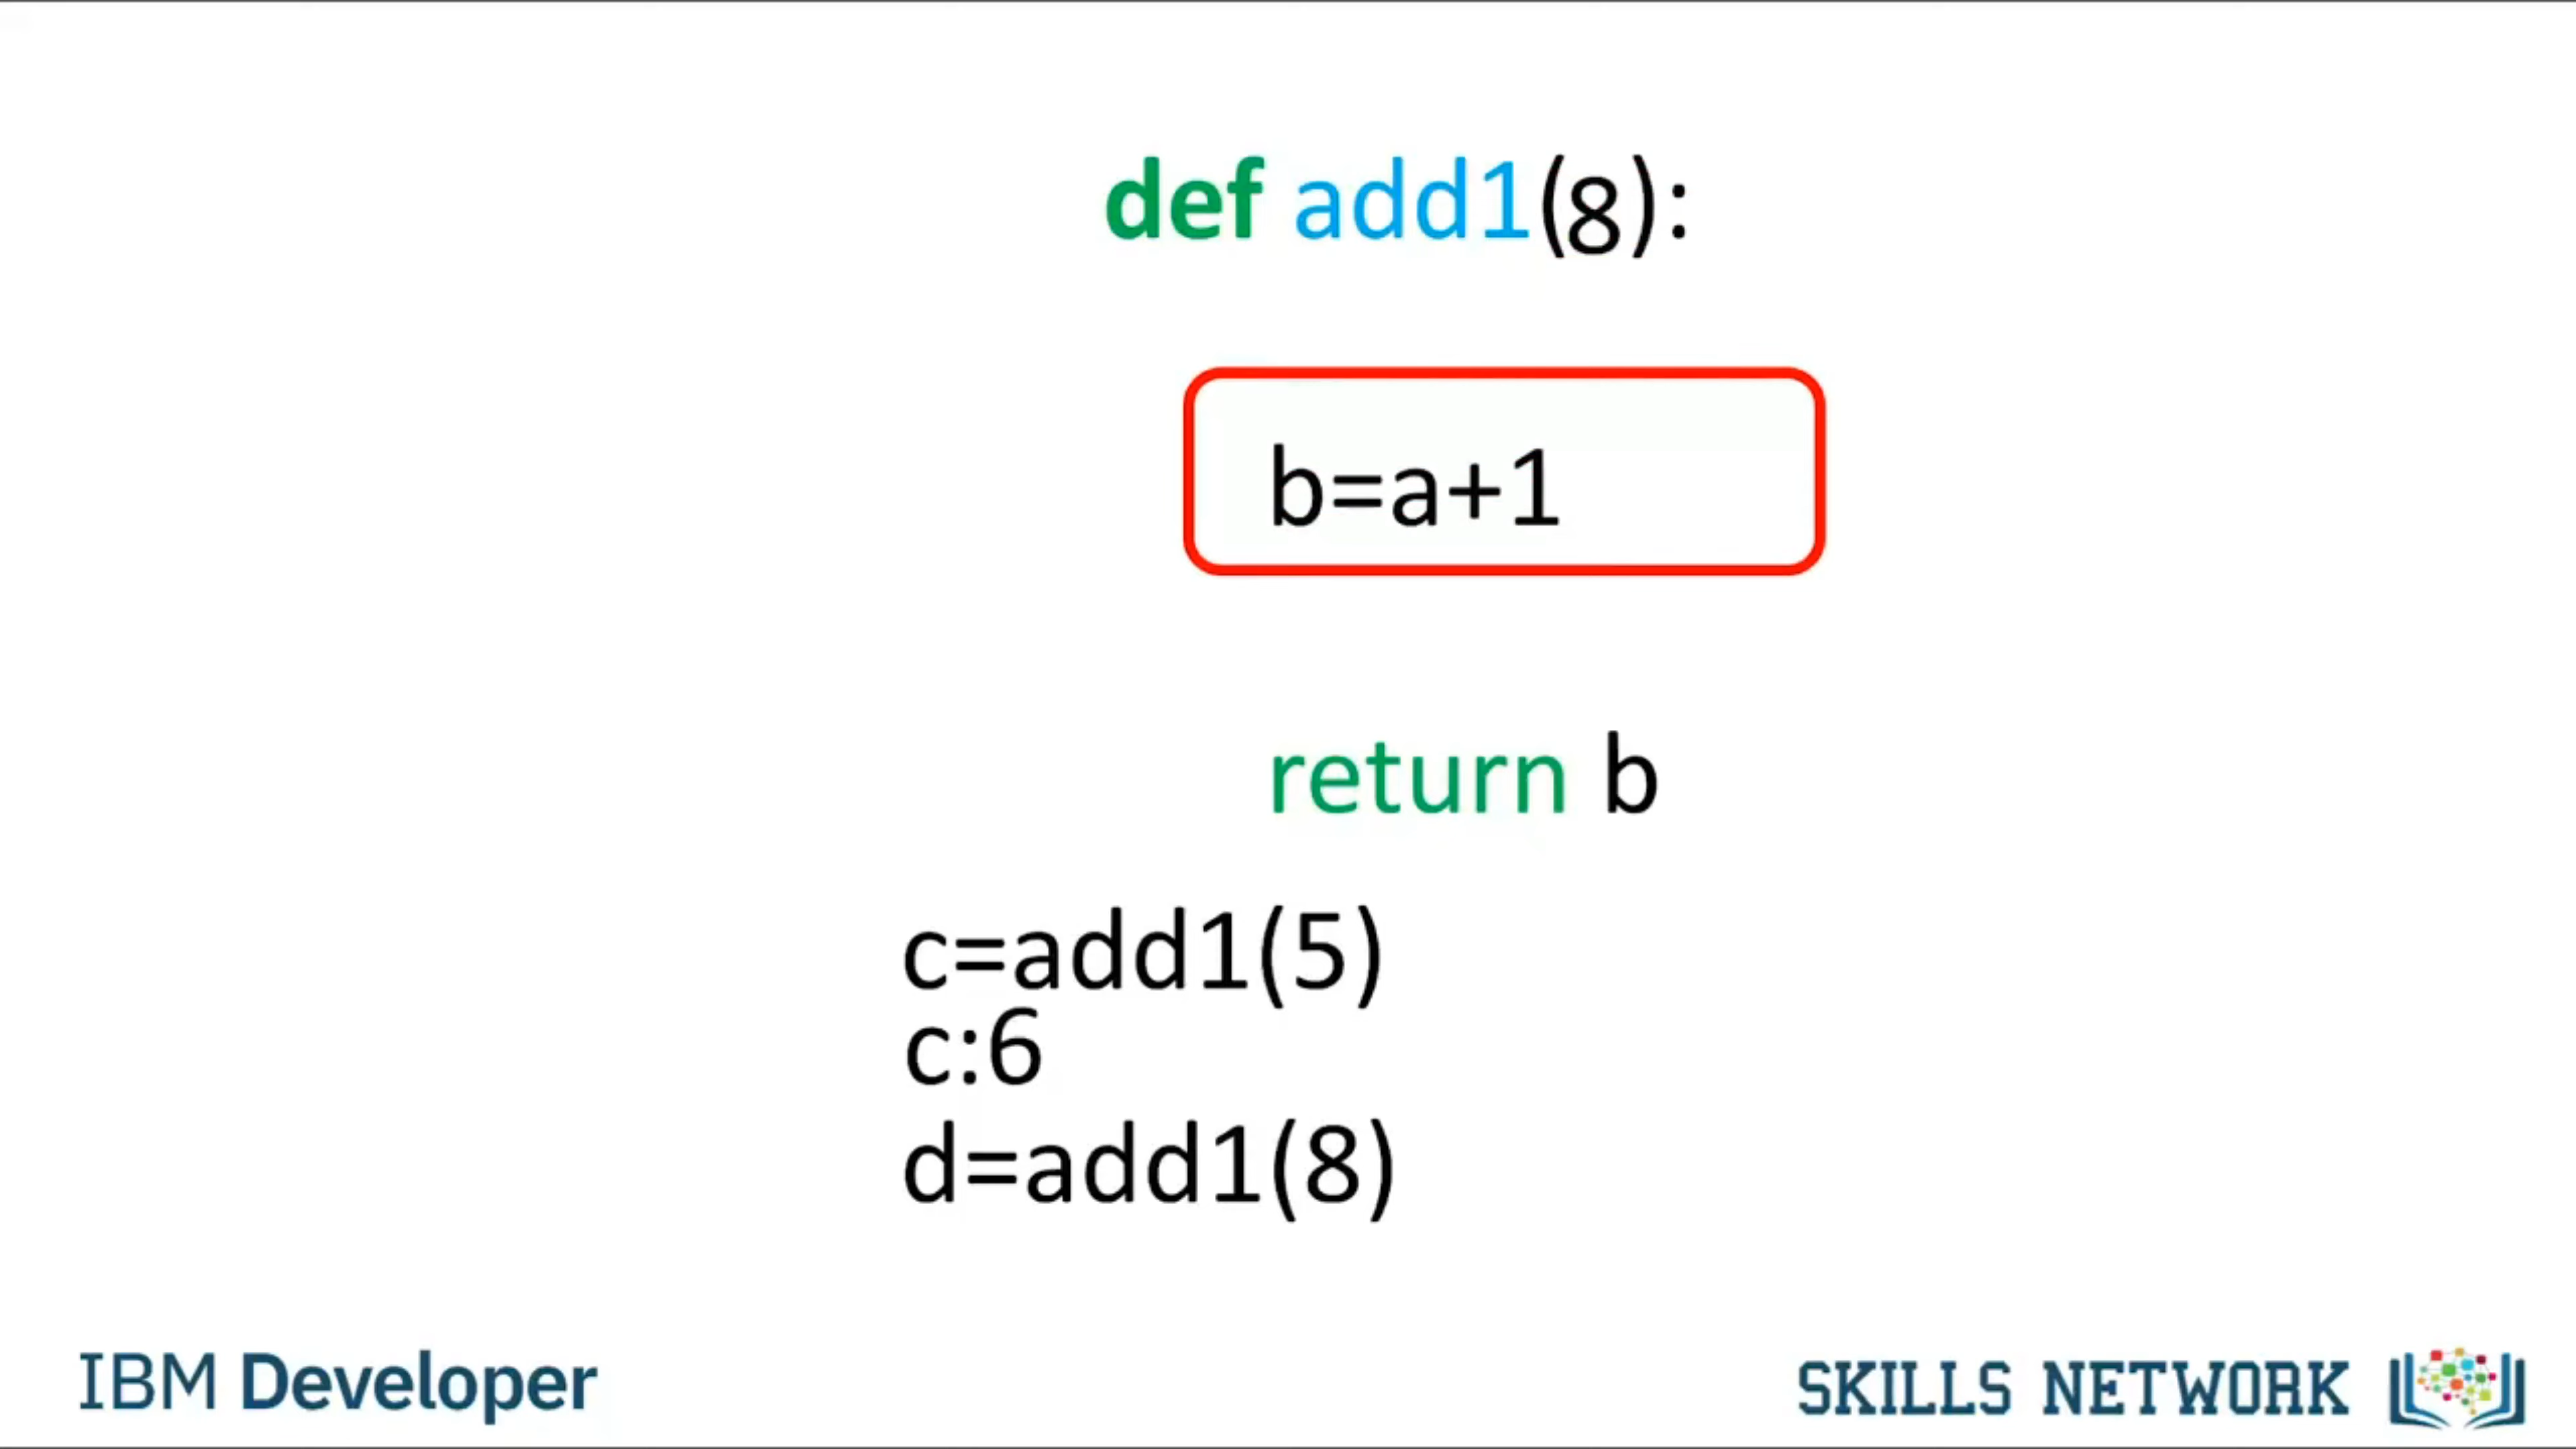 def add1(8):
b=a+1
return b
c=add1(5)
c:6
d=add1(8)
IBM Developer
SKILLS NETWORK